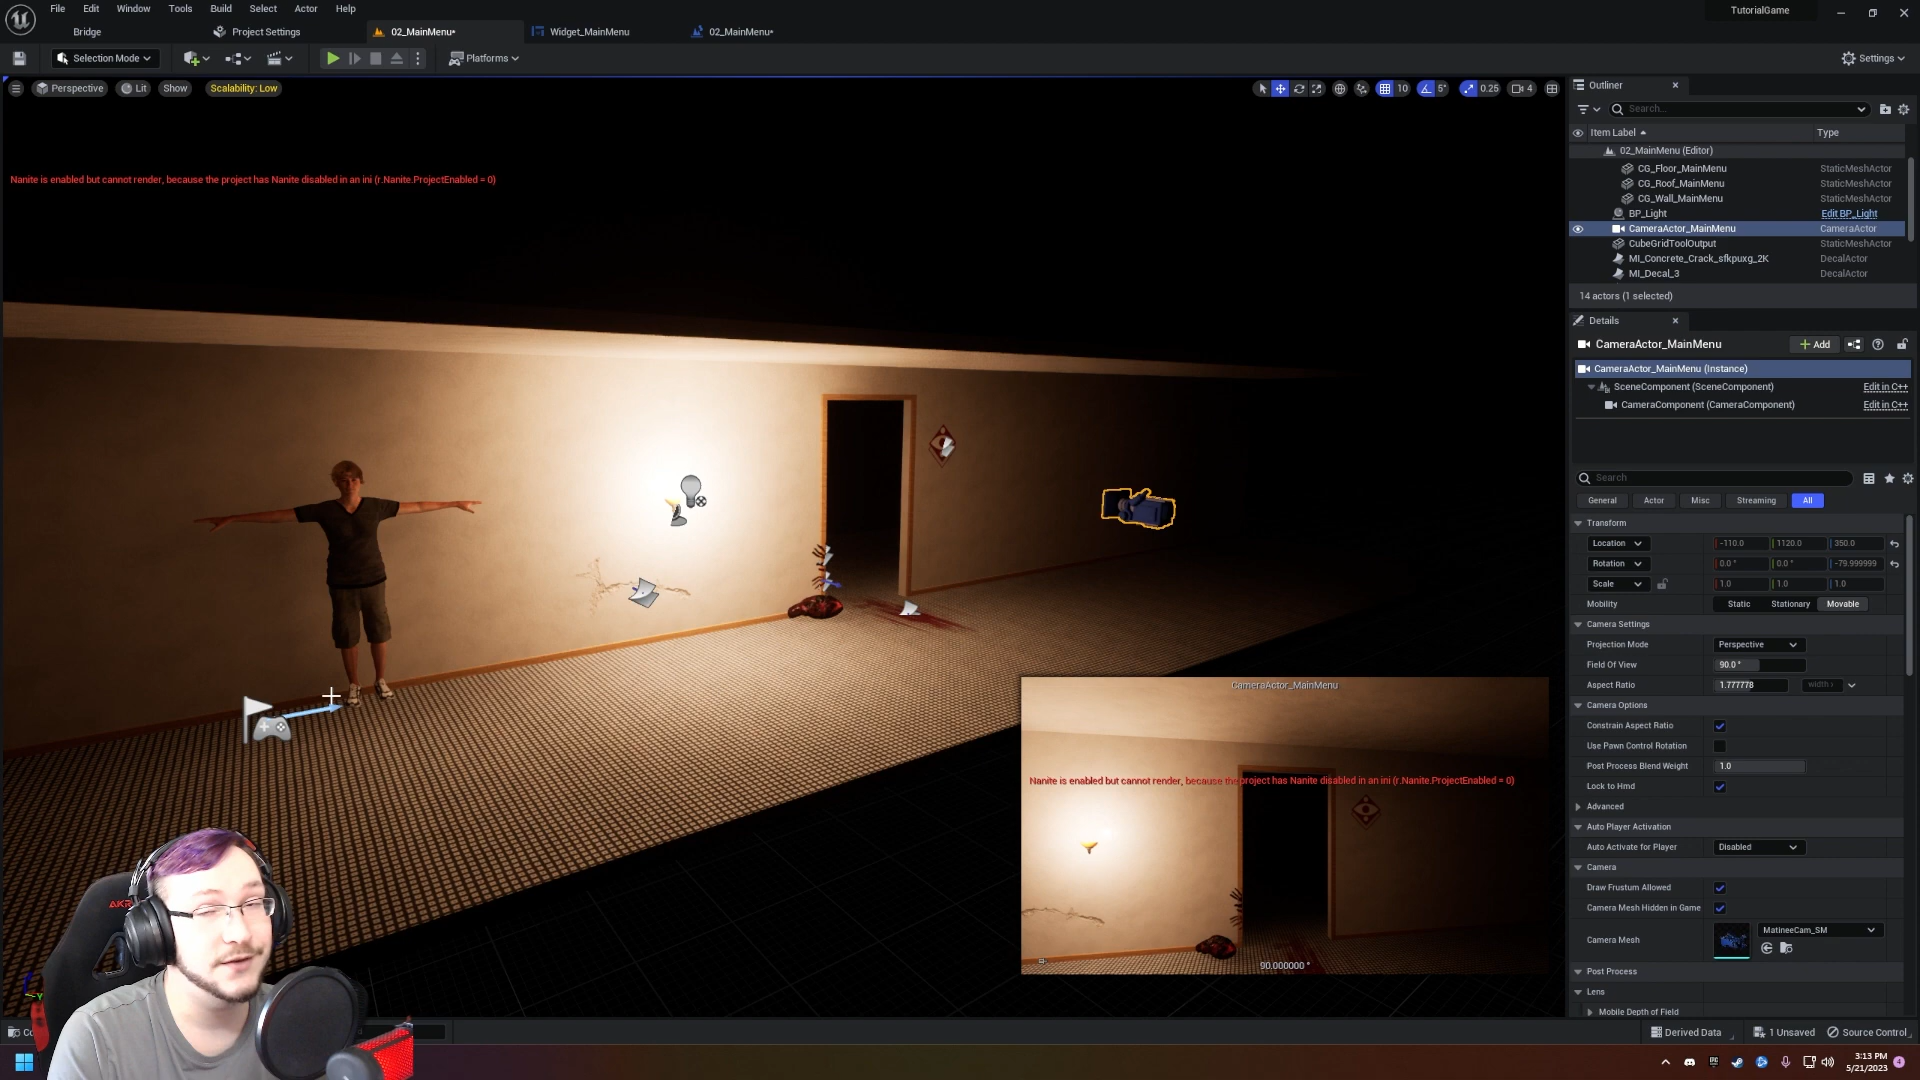 File Edit Window Tools Build Select Actor Help
TutorialGame
Bridge
Project Settings
02_MainMenu*
Widget_MainMenu
02_MainMenu*
Selection Mode
Platforms
Settings
Perspective
Lit
Show
Scalability: Low
10
5°
0.25
4
Nanite is enabled but cannot render, because the project has Nanite disabled in an ini (r.Nanite.ProjectEnabled = 0)
CameraActor_MainMenu
Nanite is enabled but cannot render, because the project has Nanite disabled in an ini (r.Nanite.ProjectEnabled = 0)
90.000000 °
Outliner
Search...
Item Label
Type
02_MainMenu (Editor)
CG_Floor_MainMenu StaticMeshActor
CG_Roof_MainMenu StaticMeshActor
CG_Wall_MainMenu StaticMeshActor
BP_Light Edit BP_Light
CameraActor_MainMenu CameraActor
CubeGridToolOutput StaticMeshActor
MI_Concrete_Crack_sfkpuxg_2K DecalActor
MI_Decal_3 DecalActor
14 actors (1 selected)
Details
CameraActor_MainMenu
Add
CameraActor_MainMenu (Instance)
SceneComponent (SceneComponent) Edit in C++
CameraComponent (CameraComponent) Edit in C++
Search
General Actor Misc Streaming All
Transform
Location -110.0 1120.0 350.0
Rotation 0.0 ° 0.0 ° -79.999999
Scale 1.0 1.0 1.0
Mobility Static Stationary Movable
Camera Settings
Projection Mode Perspective
Field Of View 90.0 °
Aspect Ratio 1.777778
Camera Options
Constrain Aspect Ratio
Use Pawn Control Rotation
Post Process Blend Weight 1.0
Lock to Hmd
Advanced
Auto Player Activation
Auto Activate for Player Disabled
Camera
Draw Frustum Allowed
Camera Mesh Hidden in Game
Camera Mesh MatineeCam_SM
Post Process
Lens
Mobile Depth of Field
Derived Data
1 Unsaved
Source Control
3:13 PM
5/21/2023
4